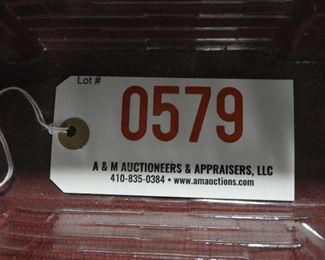 Lot #
0579
A & M AUCTIONEERS & APPRAISERS, LLC
410-835-0384 • www.amauctions.com